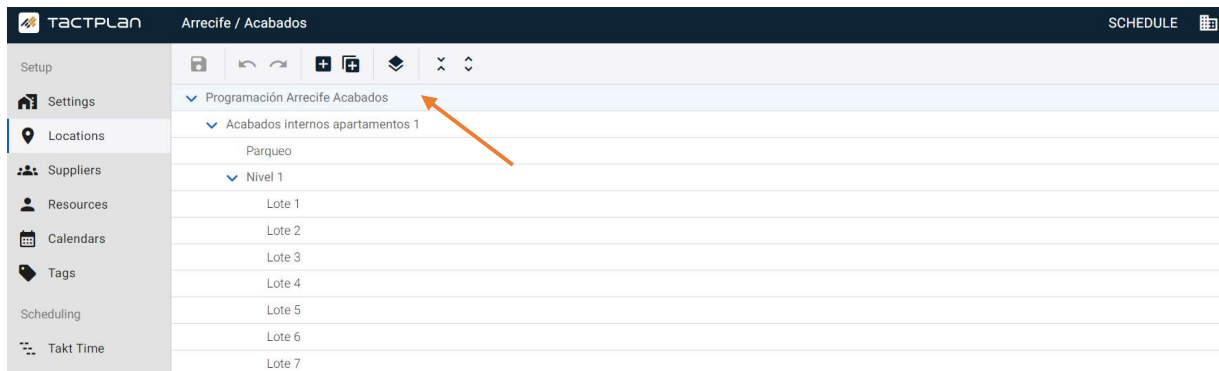 TACTPLAN
Arrecife / Acabados
SCHEDULE
Setup
Settings
Locations
Suppliers
Resources
Calendars
Tags
Scheduling
Takt Time
Programación Arrecife Acabados
Acabados internos apartamentos 1
Parqueo
Nivel 1
Lote 1
Lote 2
Lote 3
Lote 4
Lote 5
Lote 6
Lote 7